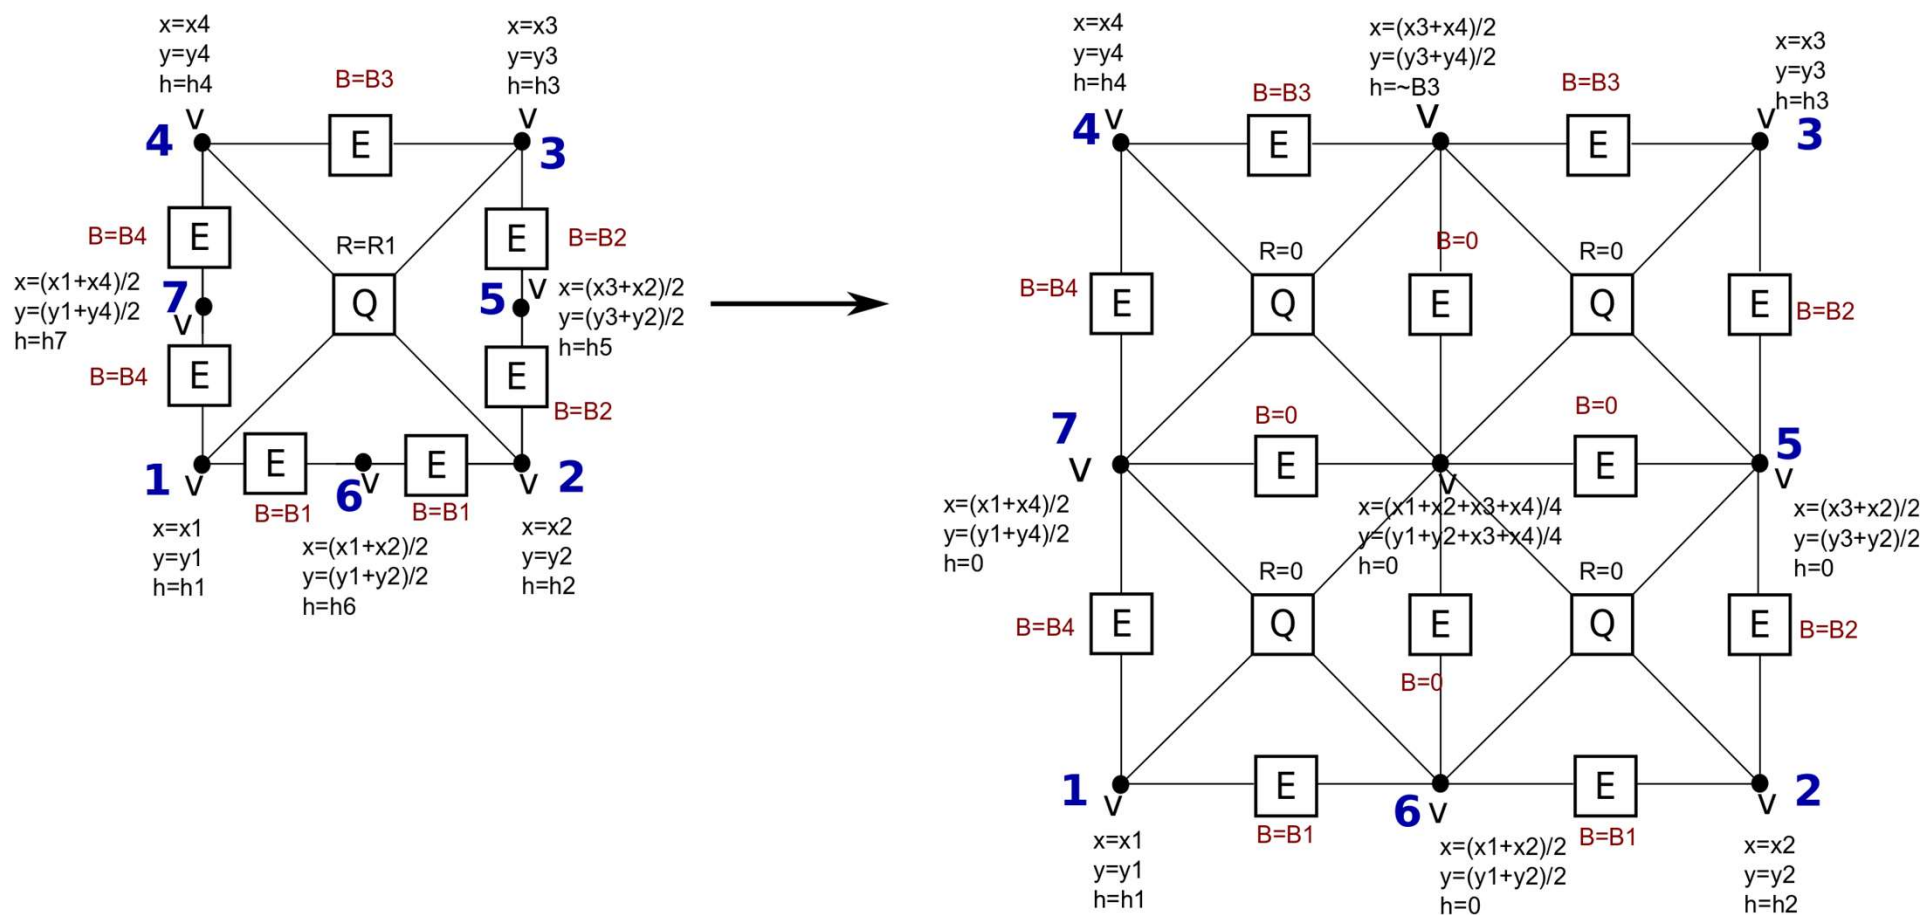 x=x4
y=y4
h=h4
V
4
B=B3
E
x=x3
y=y3
h=h3
V
3
B=B4
E
R=R1
Q
E
B=B2
x=(x1+x4)/2
y=(y1+y4)/2
h=h7
7
V
5
V
x=(x3+x2)/2
y=(y3+y2)/2
h=h5
B=B4
E
E
B=B2
1
V
x=x1
y=y1
h=h1
E
B=B1
6
V
x=(x1+x2)/2
y=(y1+y2)/2
h=h6
E
B=B1
V
2
x=x2
y=y2
h=h2
x=x4
y=y4
h=h4
4
V
B=B3
E
x=(x3+x4)/2
y=(y3+y4)/2
h=~B3
V
B=B3
E
x=x3
y=y3
h=h3
V
3
B=B4
E
R=0
Q
B=0
E
R=0
Q
E
B=B2
7
V
x=(x1+x4)/2
y=(y1+y4)/2
h=0
B=0
E
V
x=(x1+x2+x3+x4)/4
y=(y1+y2+x3+x4)/4
h=0
B=0
E
5
V
x=(x3+x2)/2
y=(y3+y2)/2
h=0
B=B4
E
R=0
Q
E
B=0
R=0
Q
E
B=B2
1
V
x=x1
y=y1
h=h1
E
B=B1
6
V
x=(x1+x2)/2
y=(y1+y2)/2
h=0
E
B=B1
V
2
x=x2
y=y2
h=h2